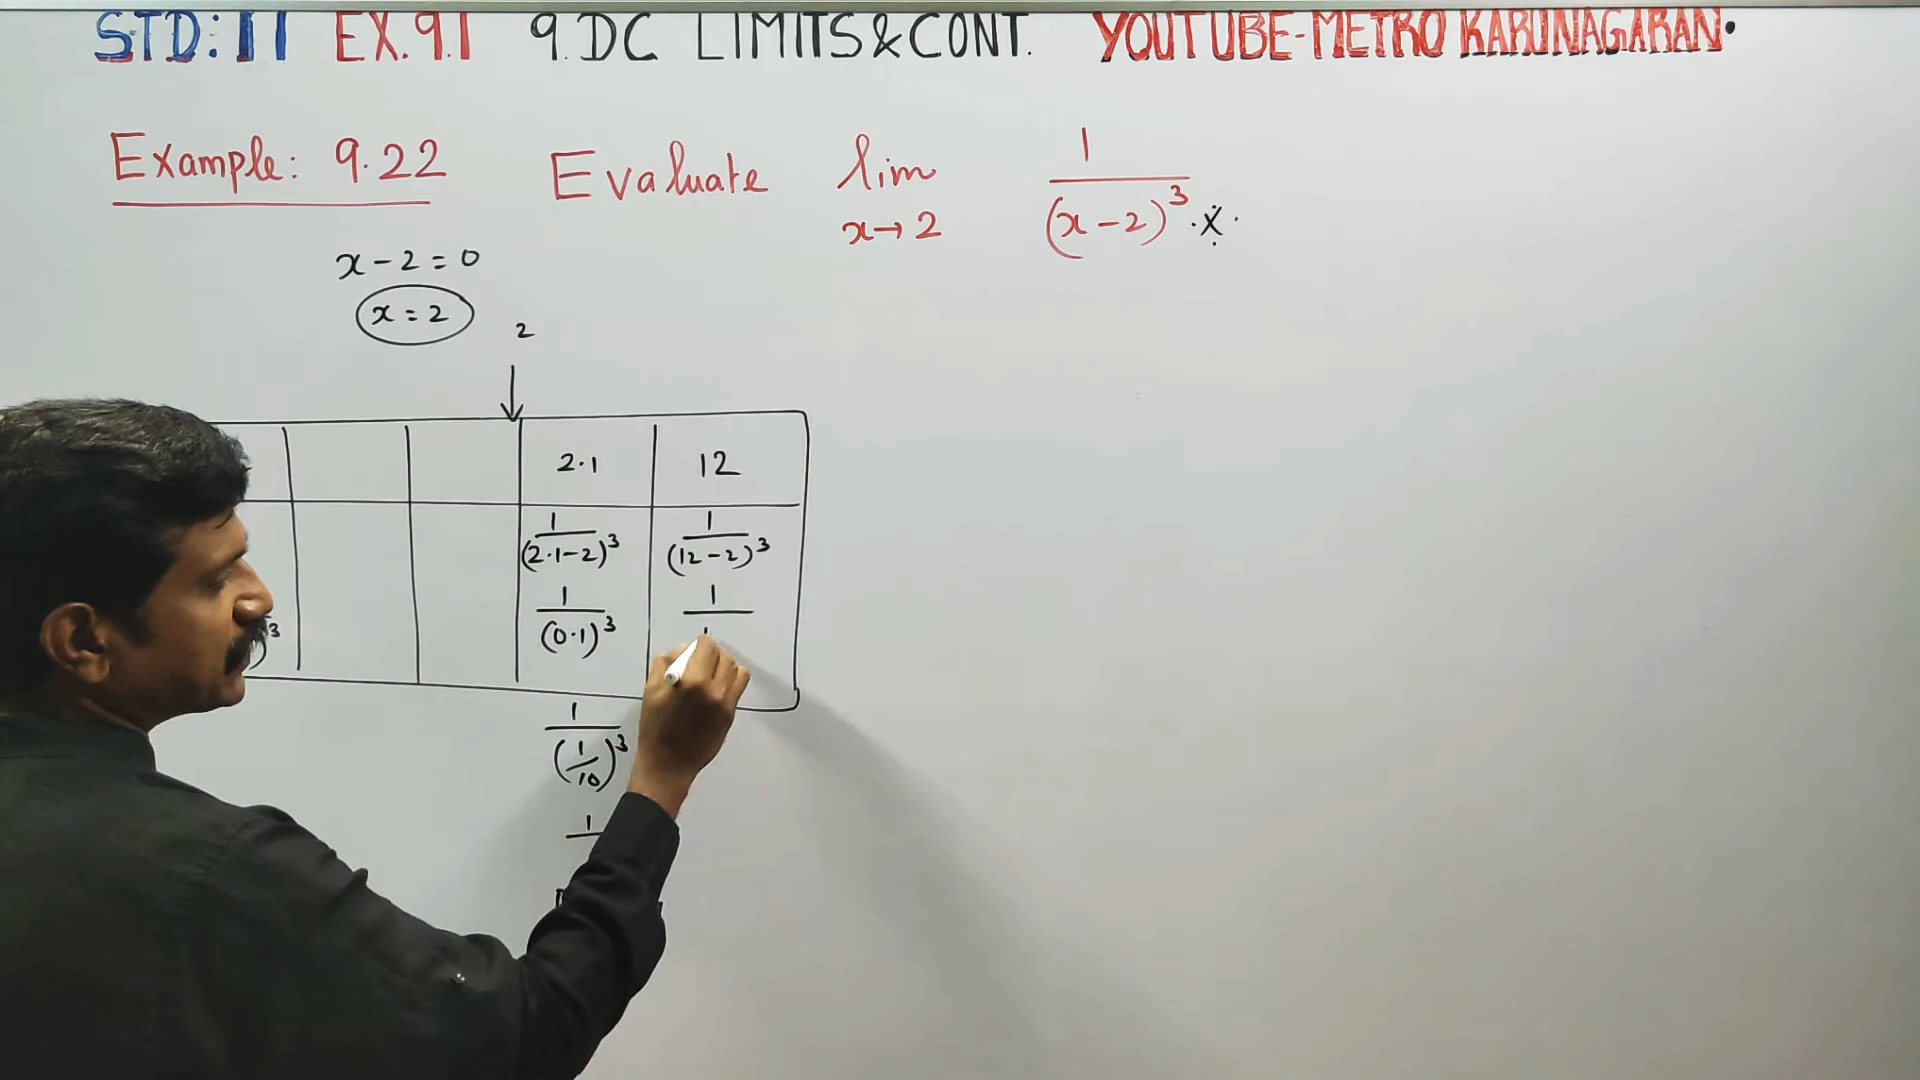 STD: 11 EX.9.1 9.DC LIMITS & CONT. YOUTUBE-METRO KARUNAGARAN.
Example: 9.22 Evaluate lim x→2 1/(x-2)³ . x .
x-2=0
x=2
2
2.1 12
1/(2.1-2)³ 1/(12-2)³
1/(0.1)³ 1/
)³
1/(1/10)³
1/